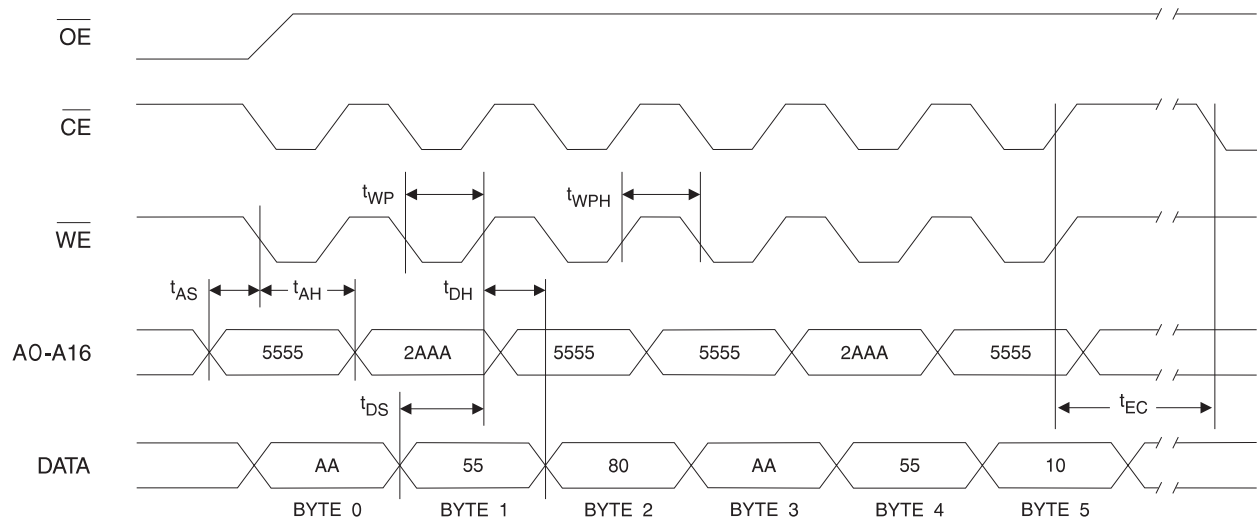 OE
CE
tWP
tWPH
WE
tAS
tAH
tDH
A0-A16
5555
2AAA
5555
5555
2AAA
5555
tDS
tEC
DATA
AA
55
80
AA
55
10
BYTE 0
BYTE 1
BYTE 2
BYTE 3
BYTE 4
BYTE 5